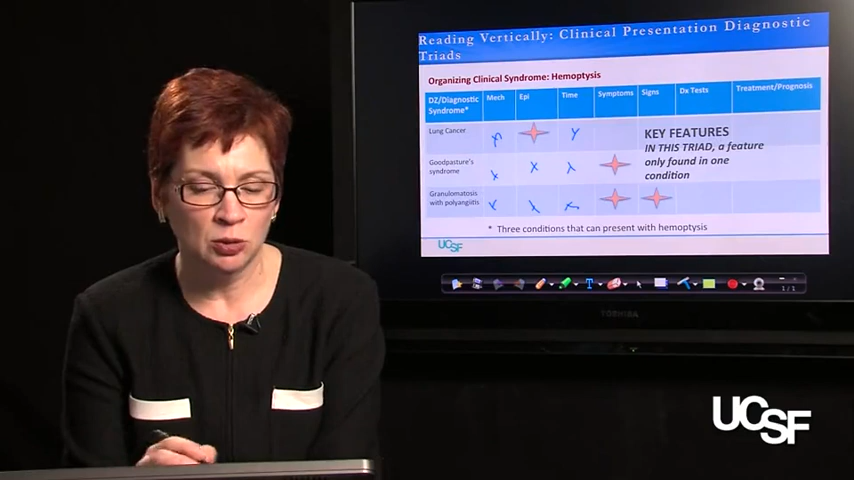 Reading Vertically: Clinical Presentation Diagnostic
Triads
Organizing Clinical Syndrome: Hemoptysis
DZ/Diagnostic Syndrome* Mech Epi Time Symptoms Signs Dx Tests Treatment/Prognosis
Lung Cancer
Goodpasture's
syndrome
Granulomatosis
with polyangiitis
KEY FEATURES
IN THIS TRIAD, a feature
only found in one
condition
* Three conditions that can present with hemoptysis
UCSF
T
1 / 1
TOSHIBA
UCSF